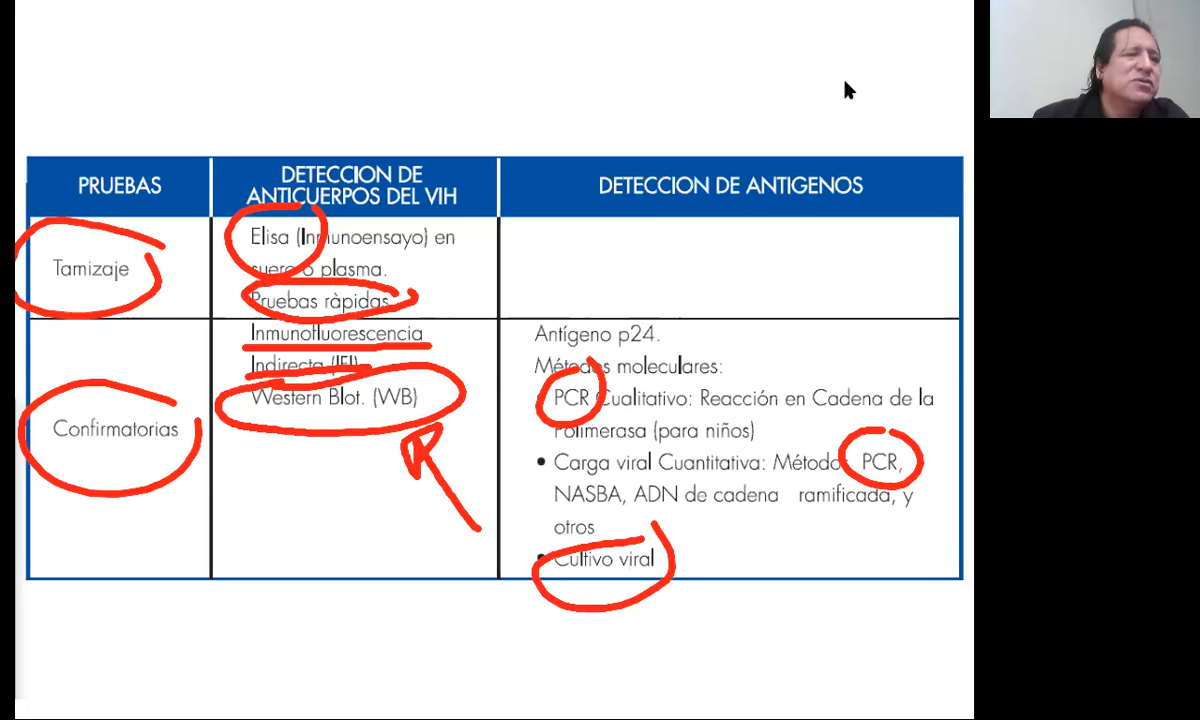 PRUEBAS
DETECCION DE
ANTICUERPOS DEL VIH
DETECCION DE ANTIGENOS
Tamizaje
Elisa (Inmunoensayo) en
suero o plasma.
Pruebas ràpidas
Confirmatorias
Inmunofluorescencia
Indirecta (IFI)
Western Blot. (WB)
Antígeno p24.
Métodos moleculares:
• PCR Cualitativo: Reacción en Cadena de la
Polimerasa (para niños)
• Carga viral Cuantitativa: Métodos PCR,
NASBA, ADN de cadena ramificada, y
otros
• Cultivo viral